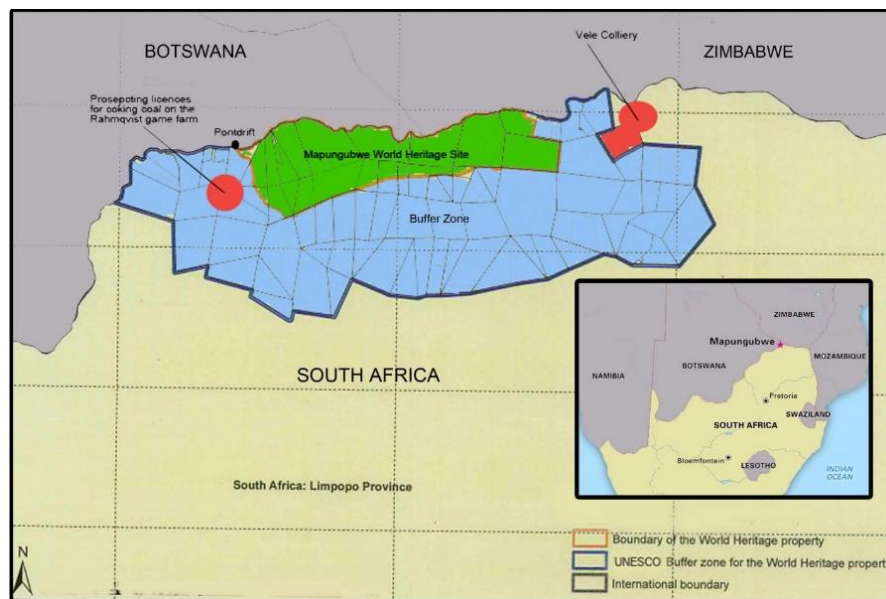 BOTSWANA
ZIMBABWE
Vele Colliery
Prosepoting licences
for coking coal on the
Rahmqvist game farm
Pontdrift
Mapungubwe World Heritage Site
Buffer Zone
SOUTH AFRICA
South Africa: Limpopo Province
ZIMBABWE
Mapungubwe
MOZAMBIQUE
BOTSWANA
NAMIBIA
Pretoria
SWAZILAND
SOUTH AFRICA
Bloemfontein
LESOTHO
INDIAN
OCEAN
N
Boundary of the World Heritage property
UNESCO Buffer zone for the World Heritage propert
International boundary